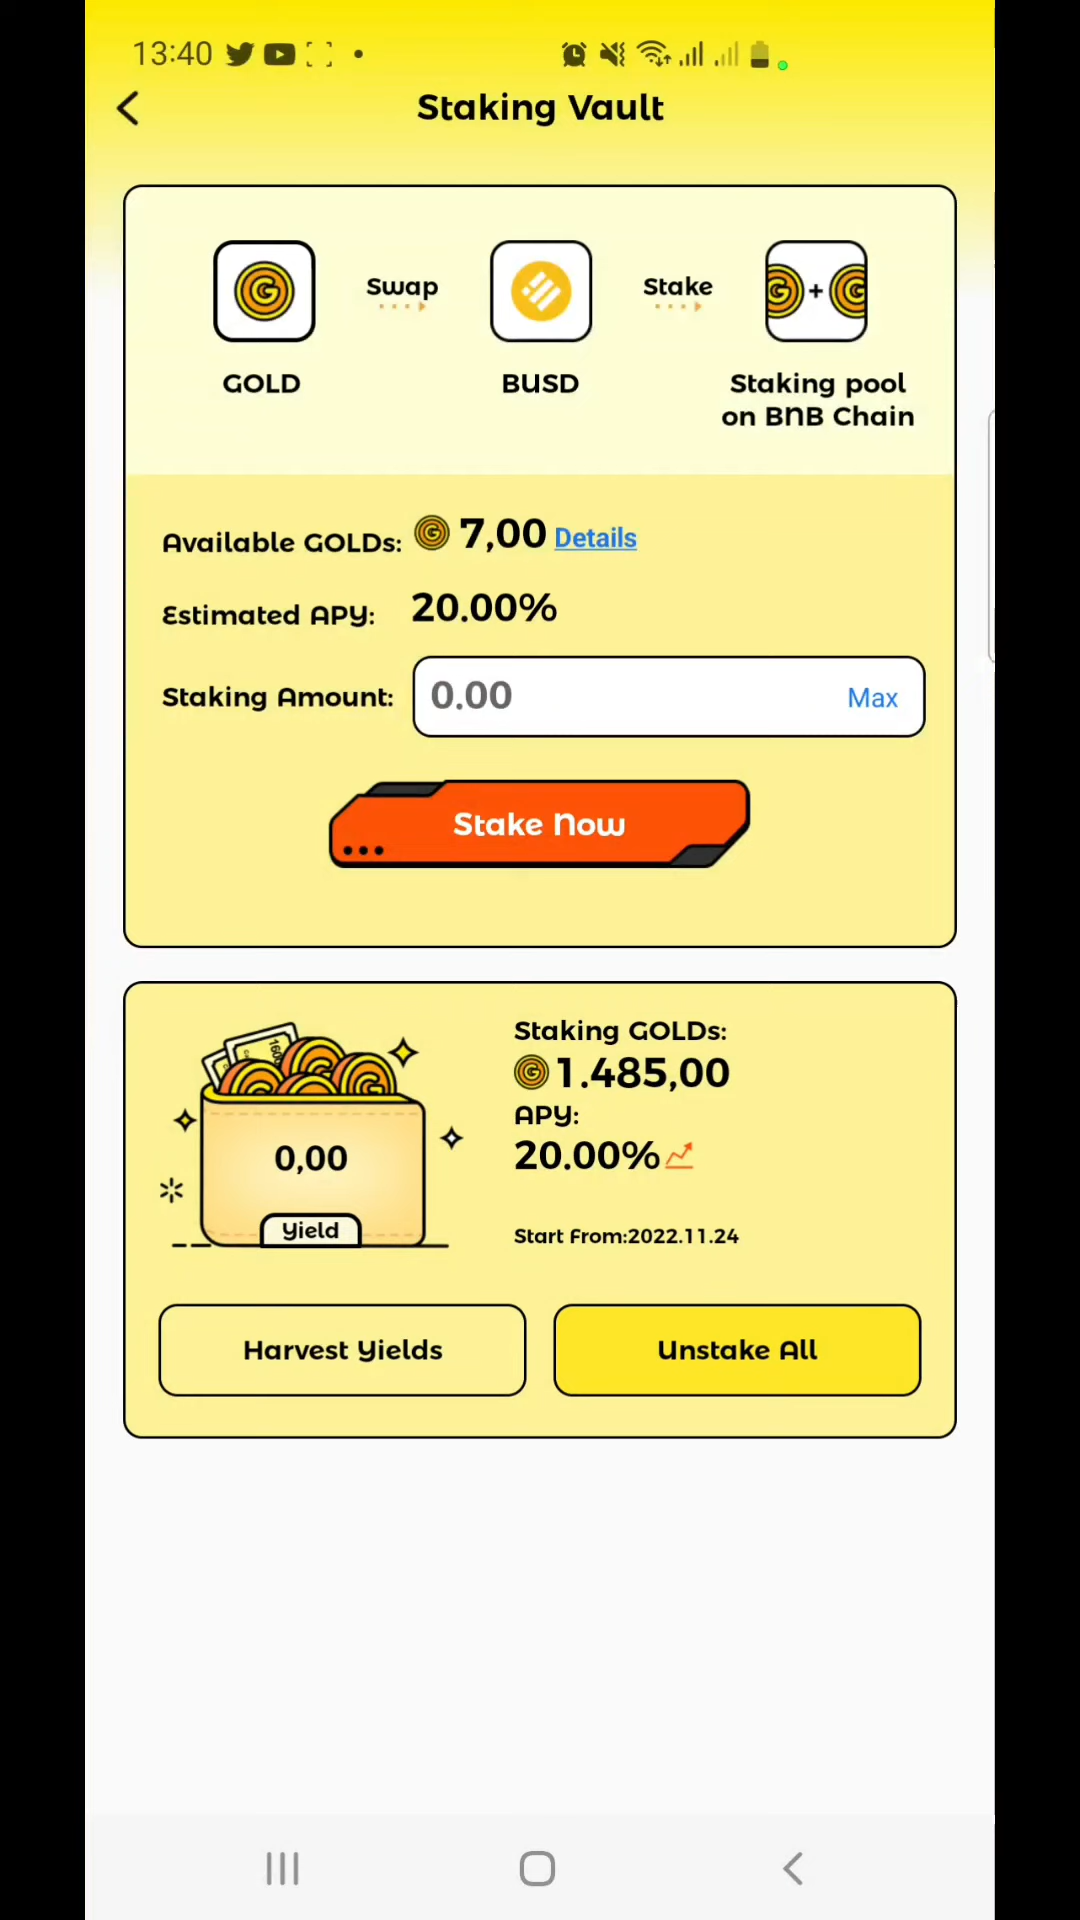 13:40
Staking Vault
Swap
Stake
GOLD
BUSD
Staking pool
on BNB Chain
Available GOLDs: 7,00 Details
Estimated APY: 20.00%
Staking Amount: 0.00 Max
Stake Now
Staking GOLDs:
1.485,00
APY:
20.00%
0,00
Yield
Start From:2022.11.24
Harvest Yields
Unstake All